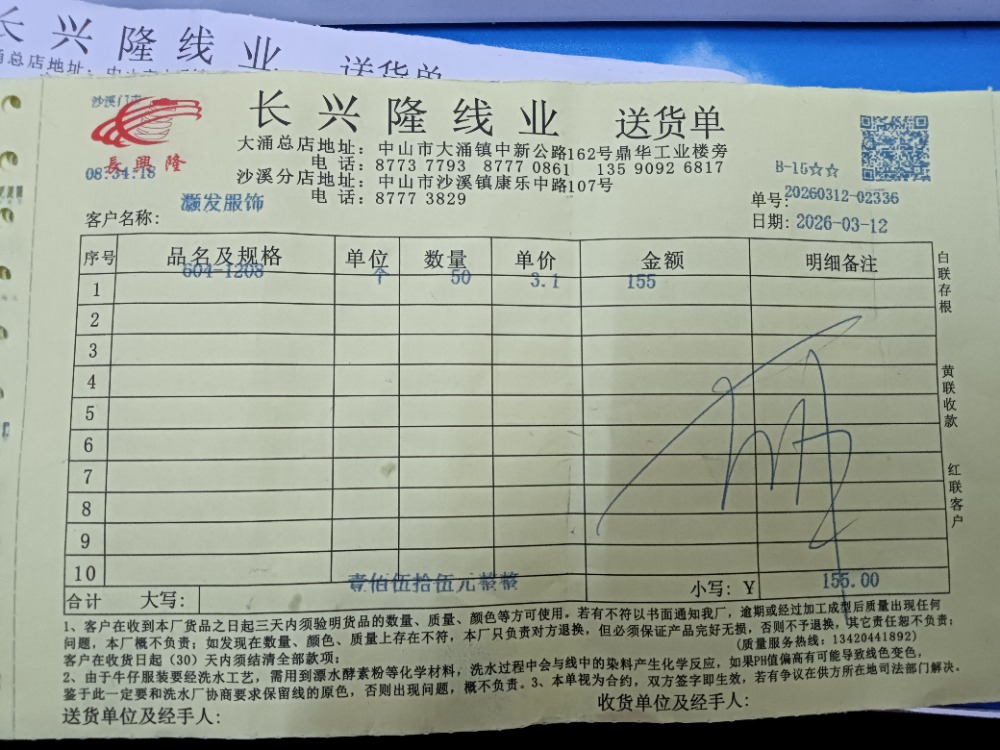 长兴隆线业
送货单
沙溪门市
長興隆
08:34:18
长兴隆线业 送货单
大涌总店地址:中山市大涌镇中新公路162号鼎华工业楼旁
电话:8773 7793 8777 0861 135 9092 6817
沙溪分店地址:中山市沙溪镇康乐中路107号
电话:8777 3829
B-15☆☆
单号:20260312-02336
客户名称:灏发服饰
日期:2026-03-12
序号 品名及规格 单位 数量 单价 金额 明细备注
1 604-1208 个 50 3.1 155
2
3
4
5
6
7
8
9
10
合计 大写: 壹佰伍拾伍元整整 小写:¥ 155.00
白联存根
黄联收款
红联客户
1、客户在收到本厂货品之日起三天内须验明货品的数量、质量、颜色等方可使用。若有不符以书面通知我厂,逾期或经过加工成型后质量出现任何
问题,本厂概不负责;如发现在数量、颜色、质量上存在不符,本厂只负责对方退换,但必须保证产品完好无损,否则不予退换,其它责任恕不负责;
客户在收货日起(30)天内须结清全部款项;
(质量服务热线:13420441892)
2、由于牛仔服装要经洗水工艺,需用到漂水酵素粉等化学材料,洗水过程中会与线中的染料产生化学反应,如果PH值偏高有可能导致线色变色,
鉴于此一定要和洗水厂协商要求保留线的原色,否则出现问题,概不负责。3、本单视为合约,双方签字即生效,若有争议在供方所在地司法部门解决。
送货单位及经手人:
收货单位及经手人: